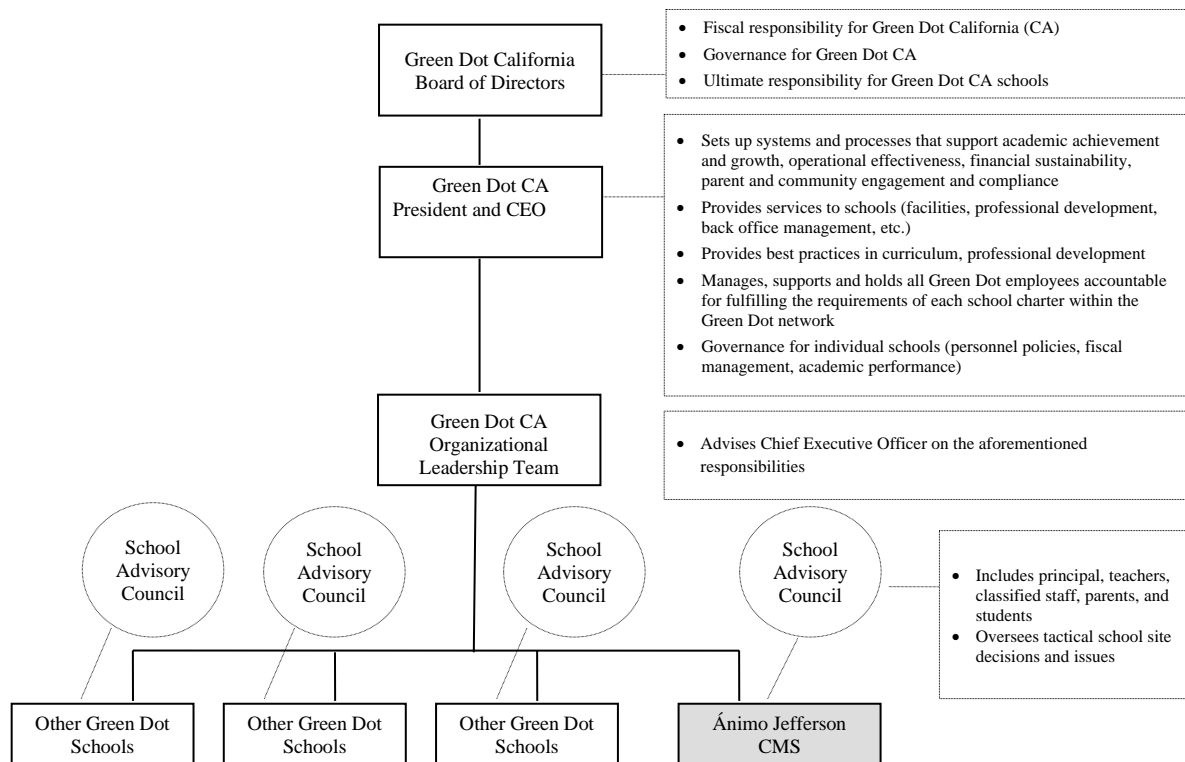 Green Dot California
Board of Directors
• Fiscal responsibility for Green Dot California (CA)
• Governance for Green Dot CA
• Ultimate responsibility for Green Dot CA schools
Green Dot CA
President and CEO
• Sets up systems and processes that support academic achievement
and growth, operational effectiveness, financial sustainability,
parent and community engagement and compliance
• Provides services to schools (facilities, professional development,
back office management, etc.)
• Provides best practices in curriculum, professional development
• Manages, supports and holds all Green Dot employees accountable
for fulfilling the requirements of each school charter within the
Green Dot network
• Governance for individual schools (personnel policies, fiscal
management, academic performance)
Green Dot CA
Organizational
Leadership Team
• Advises Chief Executive Officer on the aforementioned
responsibilities
School
Advisory
Council
School
Advisory
Council
School
Advisory
Council
School
Advisory
Council
• Includes principal, teachers,
classified staff, parents, and
students
• Oversees tactical school site
decisions and issues
Other Green Dot
Schools
Other Green Dot
Schools
Other Green Dot
Schools
Ánimo Jefferson
CMS